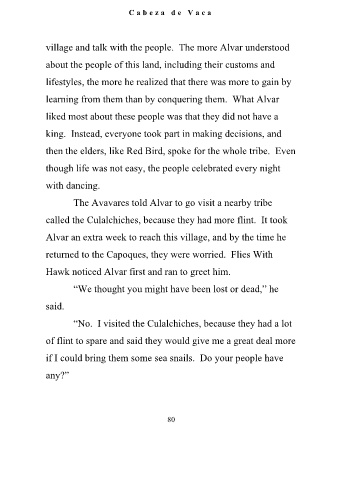 Cabeza de Vaca
village and talk with the people. The more Alvar understood
about the people of this land, including their customs and
lifestyles, the more he realized that there was more to gain by
learning from them than by conquering them. What Alvar
liked most about these people was that they did not have a
king. Instead, everyone took part in making decisions, and
then the elders, like Red Bird, spoke for the whole tribe. Even
though life was not easy, the people celebrated every night
with dancing.
The Avavares told Alvar to go visit a nearby tribe
called the Culalchiches, because they had more flint. It took
Alvar an extra week to reach this village, and by the time he
returned to the Capoques, they were worried. Flies With
Hawk noticed Alvar first and ran to greet him.
“We thought you might have been lost or dead,” he
said.
“No. I visited the Culalchiches, because they had a lot
of flint to spare and said they would give me a great deal more
if I could bring them some sea snails. Do your people have
any?”
80